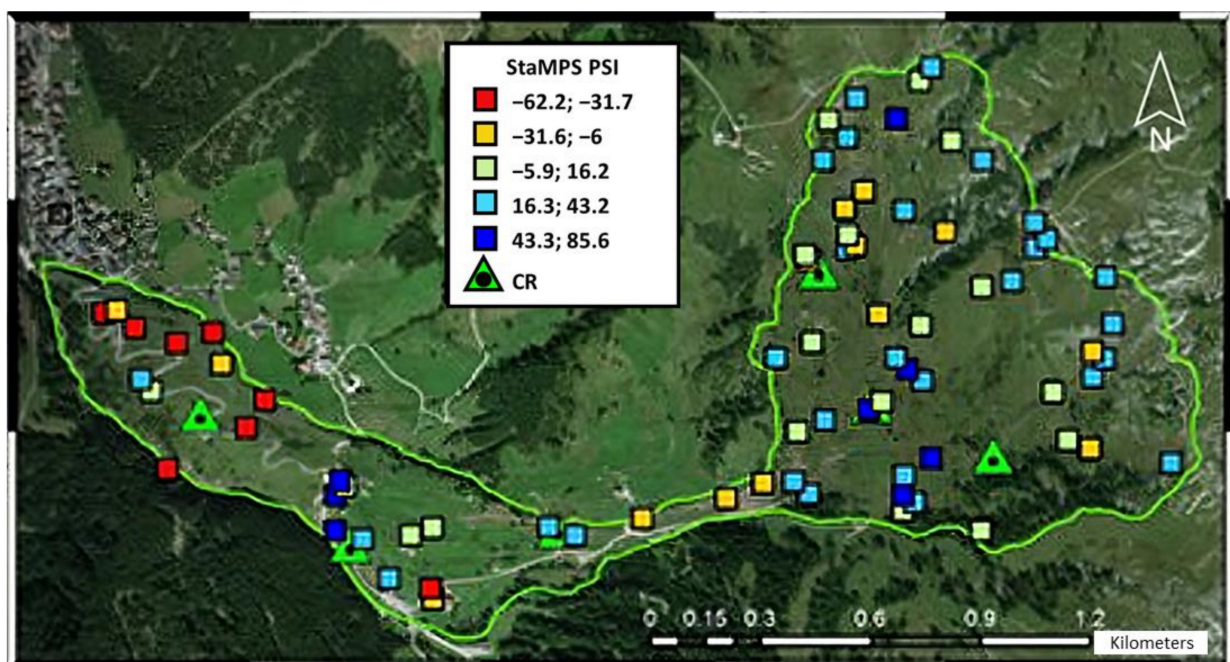 StaMPS PSI
−62.2; −31.7
−31.6; −6
−5.9; 16.2
16.3; 43.2
43.3; 85.6
CR
N
0 0.15 0.3 0.6 0.9 1.2
Kilometers